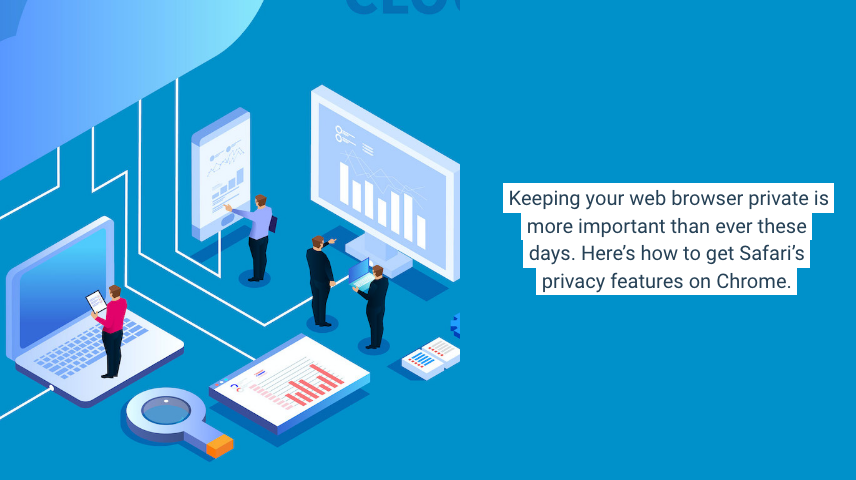 Keeping your web browser private is
more important than ever these
days. Here’s how to get Safari’s
privacy features on Chrome.